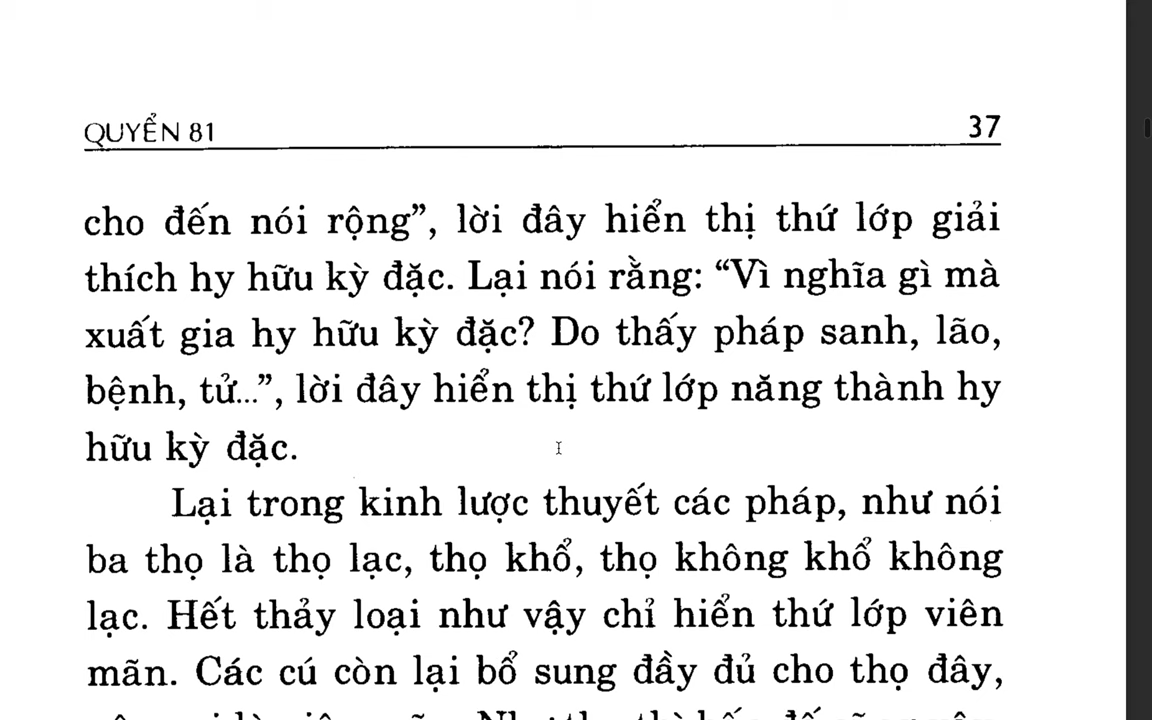 QUYỂN 81 37
cho đến nói rộng”, lời đây hiển thị thứ lớp giải
thích hy hữu kỳ đặc. Lại nói rằng: “Vì nghĩa gì mà
xuất gia hy hữu kỳ đặc? Do thấy pháp sanh, lão,
bệnh, tử...”, lời đây hiển thị thứ lớp năng thành hy
hữu kỳ đặc.
Lại trong kinh lược thuyết các pháp, như nói
ba thọ là thọ lạc, thọ khổ, thọ không khổ không
lạc. Hết thảy loại như vậy chỉ hiển thứ lớp viên
mãn. Các cú còn lại bổ sung đầy đủ cho thọ đây,